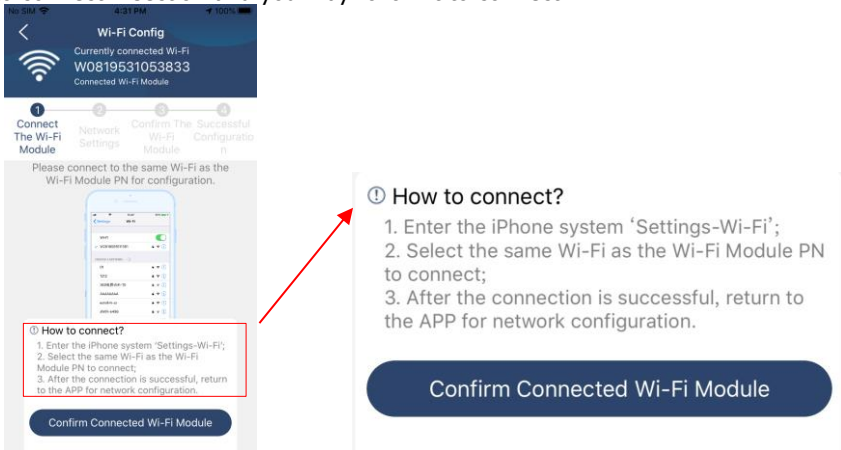 No SIM 4:31 PM 100%
Wi-Fi Config
Currently connected Wi-Fi
W0819531053833
Connected Wi-Fi Module
1 2 3 4
Connect
The Wi-Fi
Module
Network
Settings
Confirm The
Wi-Fi
Module
Successful
Configuratio
n
Please connect to the same Wi-Fi as the
Wi-Fi Module PN for configuration.
How to connect?
1. Enter the iPhone system ‘Settings-Wi-Fi’;
2. Select the same Wi-Fi as the Wi-Fi
Module PN to connect;
3. After the connection is successful, return
to the APP for network configuration.
Confirm Connected Wi-Fi Module
How to connect?
1. Enter the iPhone system ‘Settings-Wi-Fi’;
2. Select the same Wi-Fi as the Wi-Fi Module PN
to connect;
3. After the connection is successful, return to
the APP for network configuration.
Confirm Connected Wi-Fi Module